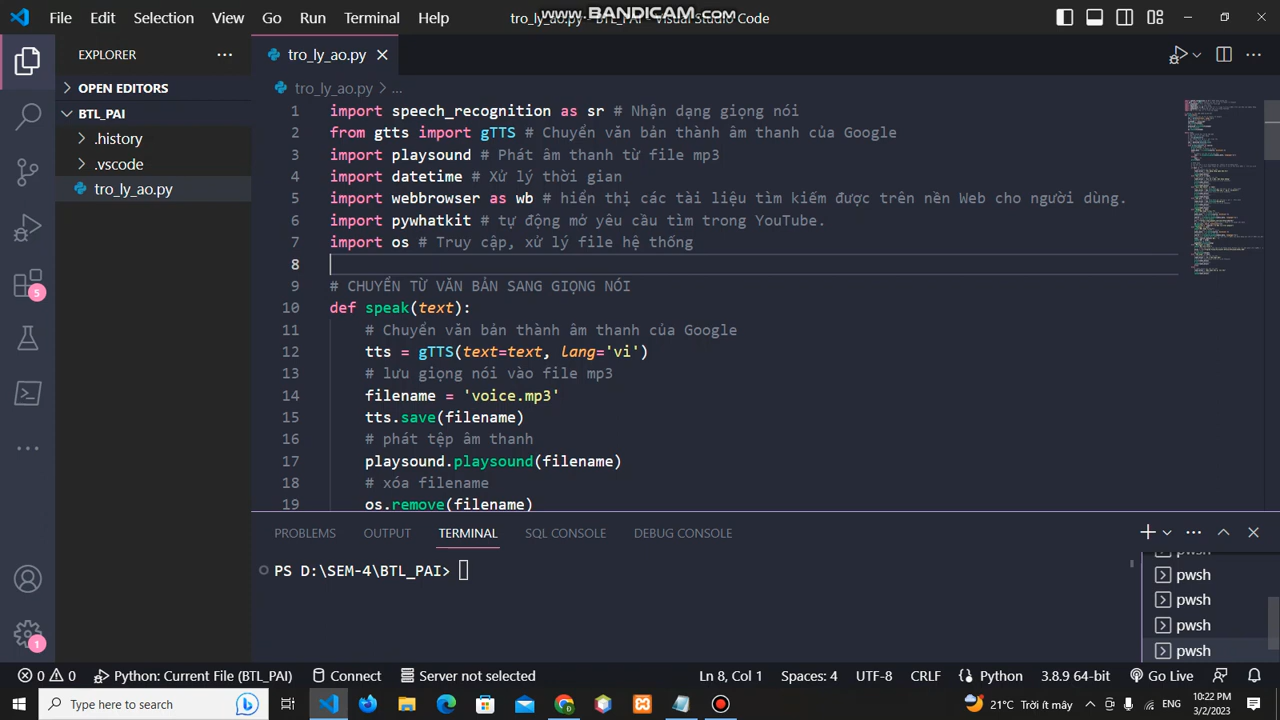 www.BANDICAM.com
File Edit Selection View Go Run Terminal Help
tro_ly_ao.py - BTL_PAI - Visual Studio Code
EXPLORER
OPEN EDITORS
BTL_PAI
.history
.vscode
tro_ly_ao.py
5
1
tro_ly_ao.py
tro_ly_ao.py > ...
1 import speech_recognition as sr # Nhận dạng giọng nói
2 from gtts import gTTS # Chuyển văn bản thành âm thanh của Google
3 import playsound # Phát âm thanh từ file mp3
4 import datetime # Xử lý thời gian
5 import webbrowser as wb # hiển thị các tài liệu tìm kiếm được trên nền Web cho người dùng.
6 import pywhatkit # tự động mở yêu cầu tìm trong YouTube.
7 import os # Truy cập, xử lý file hệ thống
8
9 # CHUYỂN TỪ VĂN BẢN SANG GIỌNG NÓI
10 def speak(text):
11 # Chuyển văn bản thành âm thanh của Google
12 tts = gTTS(text=text, lang='vi')
13 # lưu giọng nói vào file mp3
14 filename = 'voice.mp3'
15 tts.save(filename)
16 # phát tệp âm thanh
17 playsound.playsound(filename)
18 # xóa filename
19 os.remove(filename)
PROBLEMS OUTPUT TERMINAL SQL CONSOLE DEBUG CONSOLE
PS D:\SEM-4\BTL_PAI>
pwsh
pwsh
pwsh
pwsh
0 0 Python: Current File (BTL_PAI) Connect Server not selected Ln 8, Col 1 Spaces: 4 UTF-8 CRLF Python 3.8.9 64-bit Go Live
Type here to search
21°C Trời ít mây ENG
10:22 PM
3/2/2023